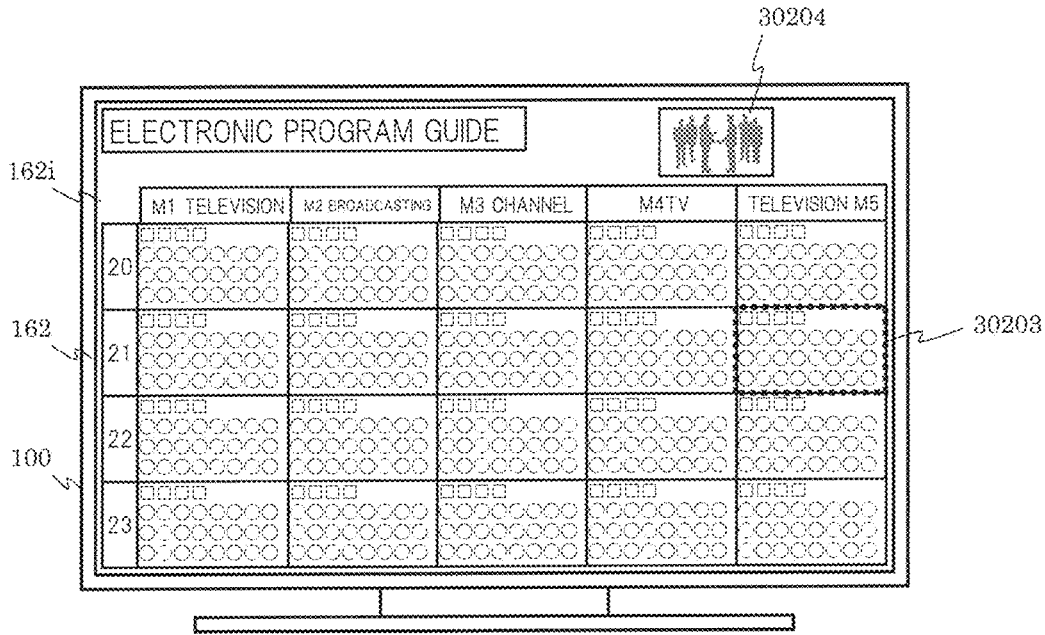 30204
ELECTRONIC PROGRAM GUIDE
162i
M1 TELEVISION M2 BROADCASTING M3 CHANNEL M4TV TELEVISION M5
20
30203
162
21
22
100
23